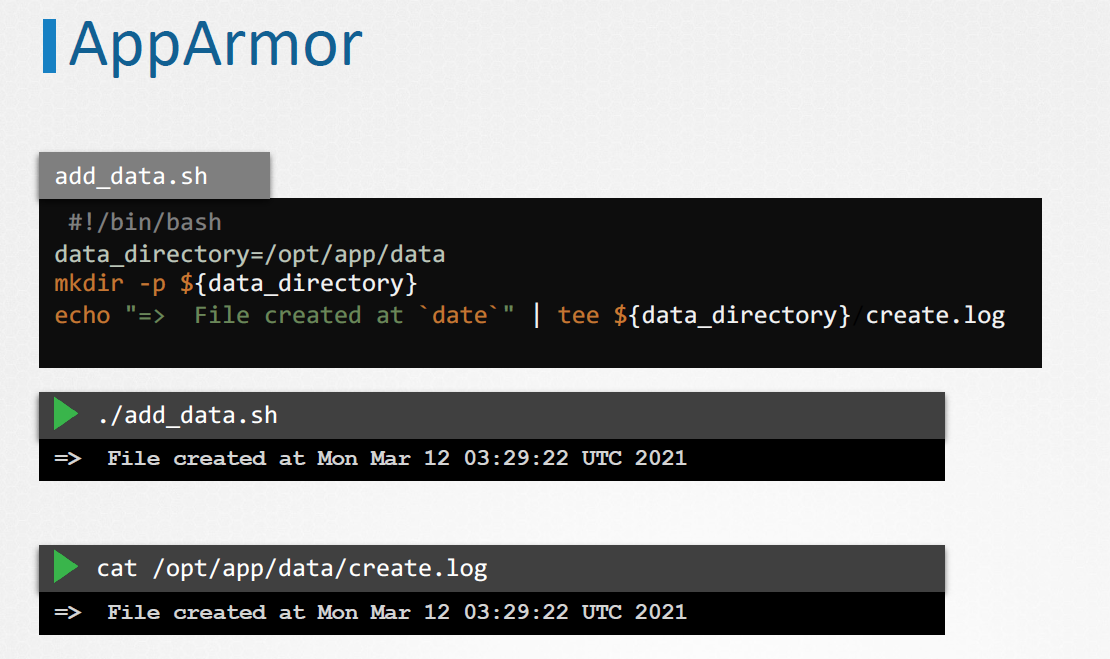 AppArmor
add_data.sh
#!/bin/bash
data_directory=/opt/app/data
mkdir -p ${data_directory}
echo "=>  File created at `date`" | tee ${data_directory}/create.log
./add_data.sh
=>  File created at Mon Mar 12 03:29:22 UTC 2021
cat /opt/app/data/create.log
=>  File created at Mon Mar 12 03:29:22 UTC 2021